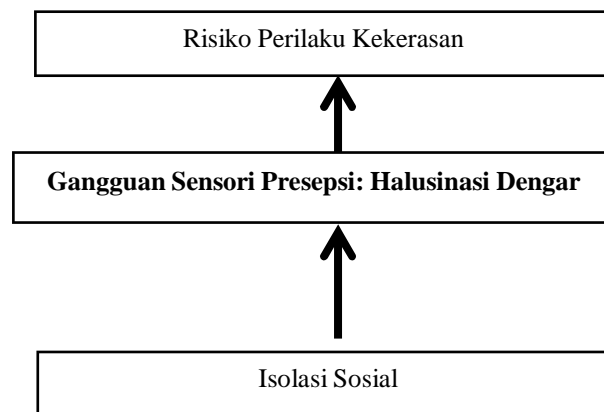 Risiko Perilaku Kekerasan
Gangguan Sensori Presepsi: Halusinasi Dengar
Isolasi Sosial